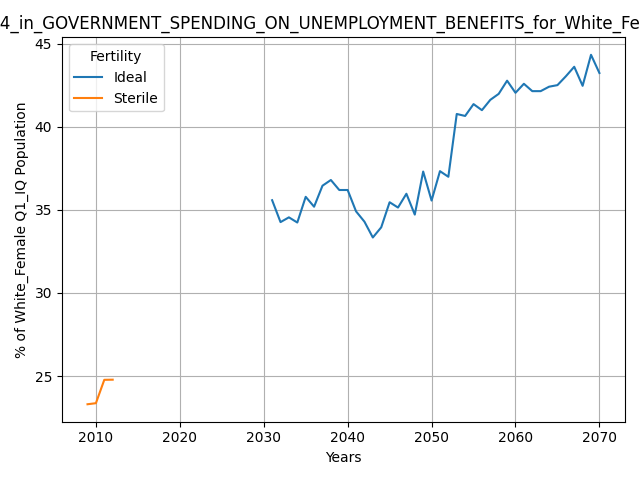 4_in_GOVERNMENT_SPENDING_ON_UNEMPLOYMENT_BENEFITS_for_White_Fe
Fertility
Ideal
Sterile
% of White_Female Q1_IQ Population
45
40
35
30
25
2010 2020 2030 2040 2050 2060 2070
Years